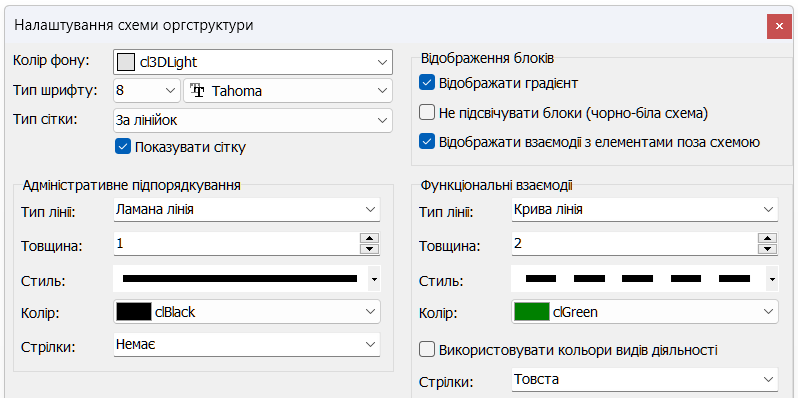 Налаштування схеми оргструктури
Колір фону: cl3DLight
Тип шрифту: 8 Tahoma
Тип сітки: За лінійок
Показувати сітку
Відображення блоків
Відображати градієнт
Не підсвічувати блоки (чорно-біла схема)
Відображати взаємодії з елементами поза схемою
Адміністративне підпорядкування
Тип лінії: Ламана лінія
Товщина: 1
Стиль:
Колір: clBlack
Стрілки: Немає
Функціональні взаємодії
Тип лінії: Крива лінія
Товщина: 2
Стиль:
Колір: clGreen
Використовувати кольори видів діяльності
Стрілки: Товста